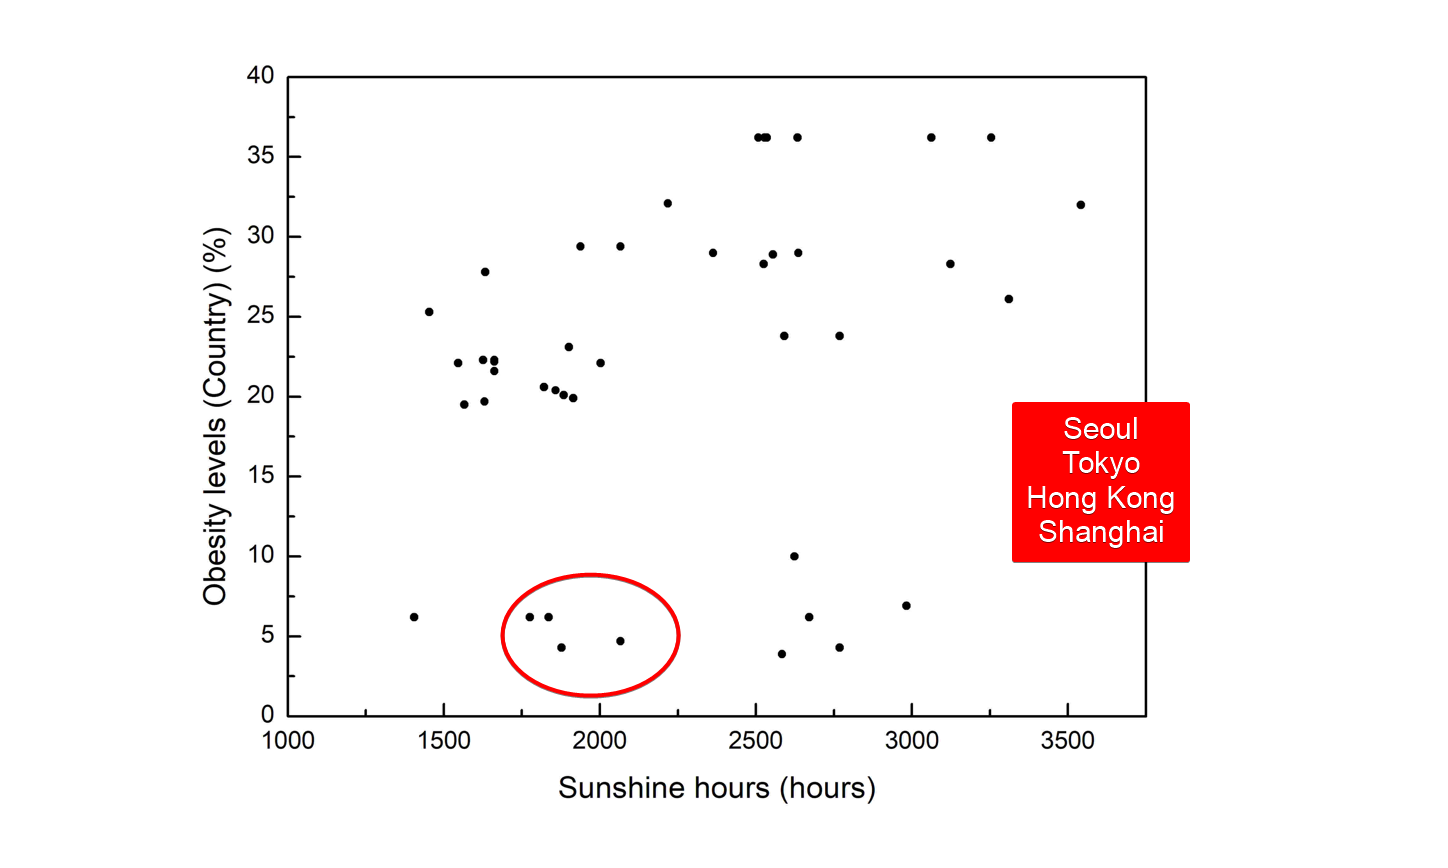 40
35
30
25
20
15
10
5
0
Obesity levels (Country) (%)
1000 1500 2000 2500 3000 3500
Sunshine hours (hours)
Seoul
Tokyo
Hong Kong
Shanghai